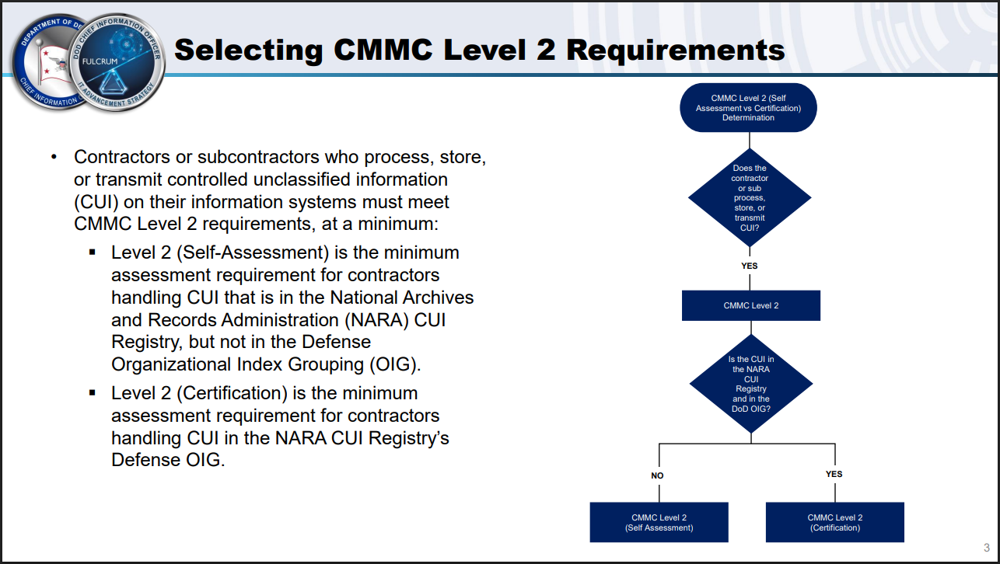 DEPARTMENT OF DE
CHIEF INFORMATION O
DOD CHIEF INFORMATION OFFICER
FULCRUM
IT ADVANCEMENT STRATEGY
Selecting CMMC Level 2 Requirements
• Contractors or subcontractors who process, store,
or transmit controlled unclassified information
(CUI) on their information systems must meet
CMMC Level 2 requirements, at a minimum:
▪ Level 2 (Self-Assessment) is the minimum
assessment requirement for contractors
handling CUI that is in the National Archives
and Records Administration (NARA) CUI
Registry, but not in the Defense
Organizational Index Grouping (OIG).
▪ Level 2 (Certification) is the minimum
assessment requirement for contractors
handling CUI in the NARA CUI Registry’s
Defense OIG.
CMMC Level 2 (Self
Assessment vs Certification)
Determination
Does the
contractor
or sub
process,
store, or
transmit
CUI?
YES
CMMC Level 2
Is the CUI in
the NARA
CUI
Registry
and in the
DoD OIG?
NO
YES
CMMC Level 2
(Self Assessment)
CMMC Level 2
(Certification)
3